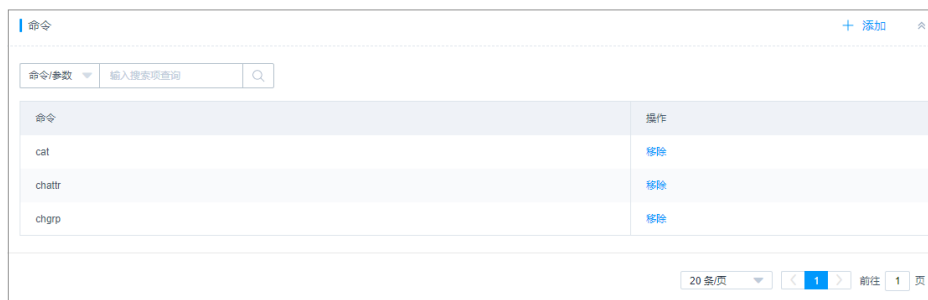 命令 添加
命令/参数 输入搜索项查询
命令 操作
cat 移除
chattr 移除
chgrp 移除
20 条/页 1 前往 1 页